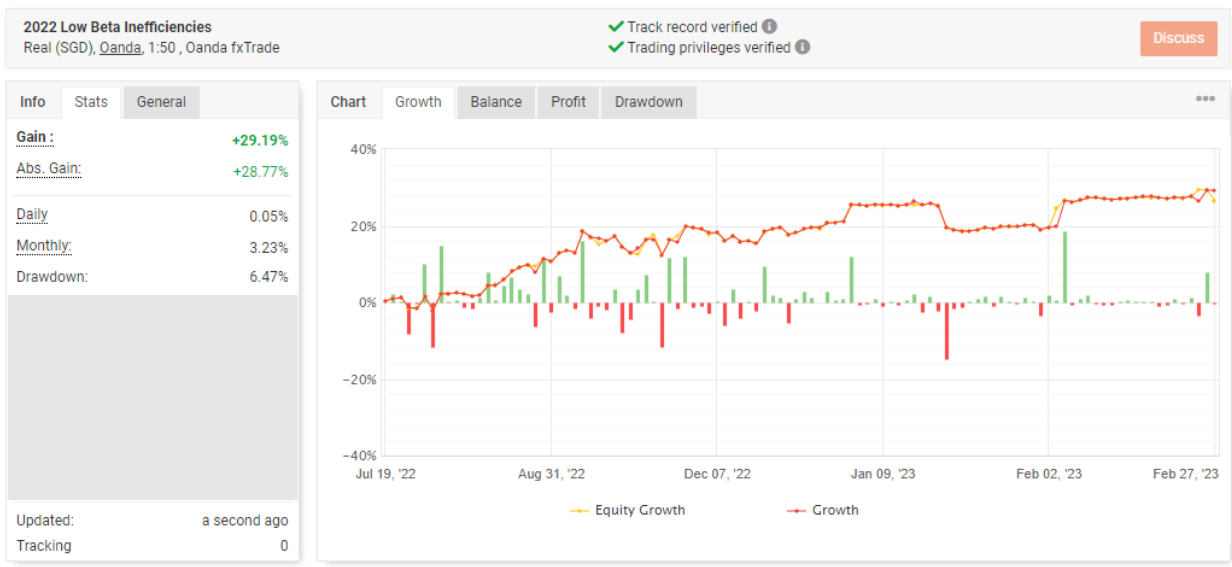 2022 Low Beta Inefficiencies
Real (SGD), Oanda, 1:50 , Oanda fxTrade
Track record verified
Trading privileges verified
Discuss
Info Stats General
Gain : +29.19%
Abs. Gain: +28.77%
Daily 0.05%
Monthly: 3.23%
Drawdown: 6.47%
Updated: a second ago
Tracking 0
Chart Growth Balance Profit Drawdown
40%
20%
0%
−20%
−40%
Jul 19, '22 Aug 31, '22 Dec 07, '22 Jan 09, '23 Feb 02, '23 Feb 27, '23
Equity Growth Growth